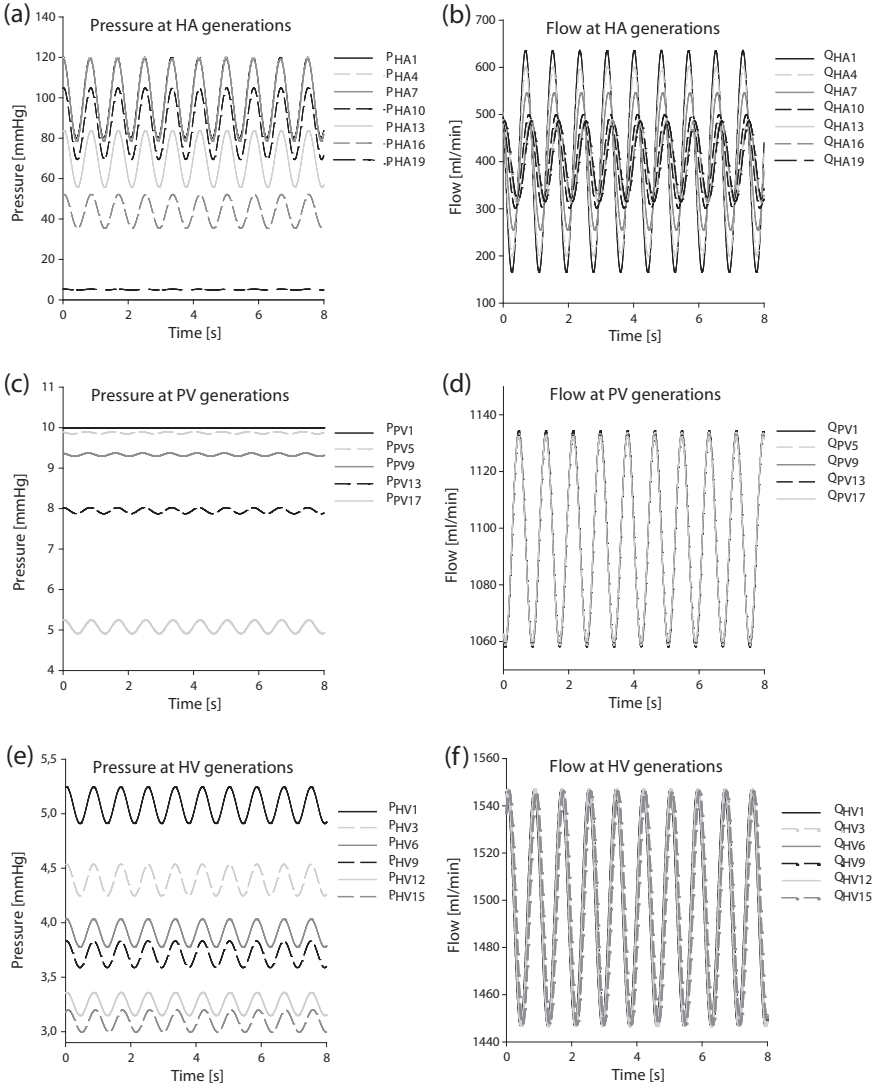 (a)
Pressure at HA generations
Pressure [mmHg]
140
120
100
80
60
40
20
0
0 2 4 6 8
Time [s]
PHA1
PHA4
PHA7
PHA10
PHA13
PHA16
PHA19
(b)
Flow at HA generations
Flow [ml/min]
700
600
500
400
300
200
100
0 2 4 6 8
Time [s]
QHA1
QHA4
QHA7
QHA10
QHA13
QHA16
QHA19
(c)
Pressure at PV generations
Pressure [mmHg]
11
10
9
8
7
6
5
4
0 2 4 6 8
Time [s]
PPV1
PPV5
PPV9
PPV13
PPV17
(d)
Flow at PV generations
Flow [ml/min]
1140
1120
1100
1080
1060
0 2 4 6 8
Time [s]
QPV1
QPV5
QPV9
QPV13
QPV17
(e)
Pressure at HV generations
Pressure [mmHg]
5,5
5,0
4,5
4,0
3,5
3,0
0 2 4 6 8
Time [s]
PHV1
PHV3
PHV6
PHV9
PHV12
PHV15
(f)
Flow at HV generations
Flow [ml/min]
1560
1540
1520
1500
1480
1460
1440
0 2 4 6 8
Time [s]
QHV1
QHV3
QHV6
QHV9
QHV12
QHV15